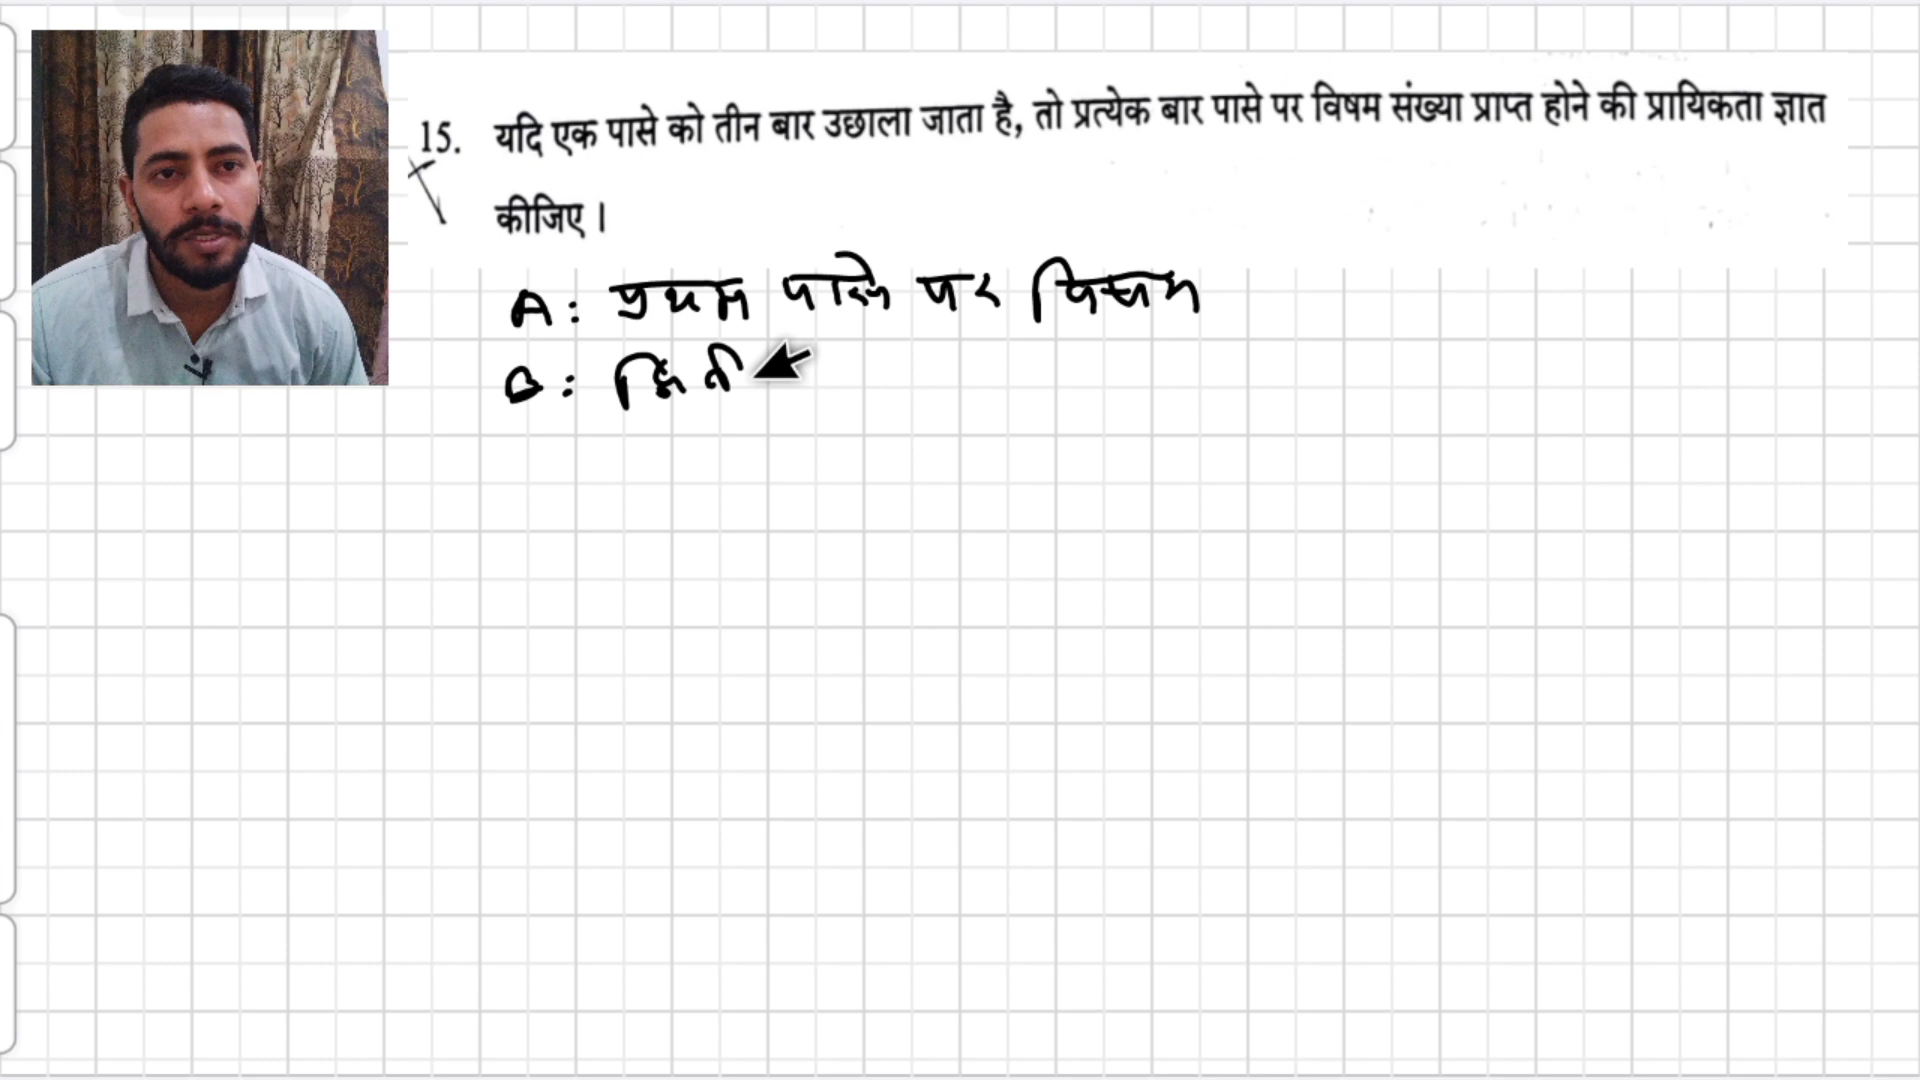 15. यदि एक पासे को तीन बार उछाला जाता है, तो प्रत्येक बार पासे पर विषम संख्या प्राप्त होने की प्रायिकता ज्ञात
कीजिए ।
A: प्रथम पासे पर विषम
B: द्विती